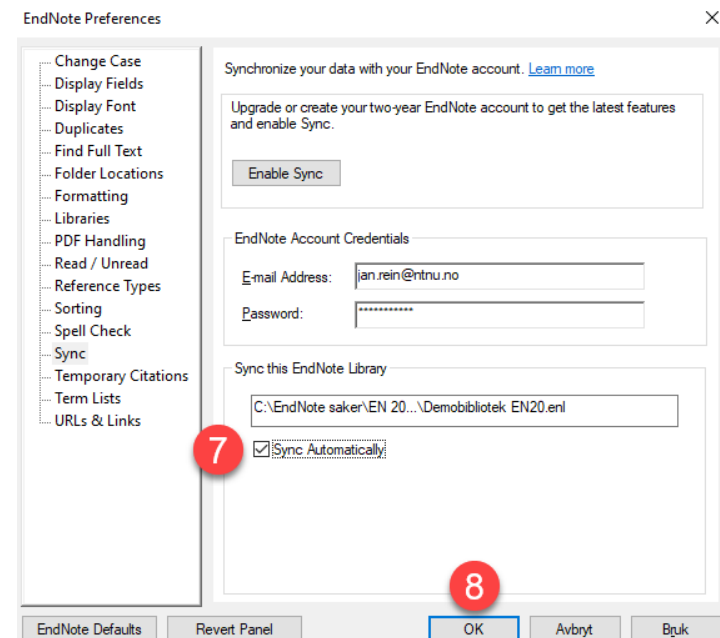 EndNote Preferences
Change Case
Display Fields
Display Font
Duplicates
Find Full Text
Folder Locations
Formatting
Libraries
PDF Handling
Read / Unread
Reference Types
Sorting
Spell Check
Sync
Temporary Citations
Term Lists
URLs & Links
Synchronize your data with your EndNote account. Learn more
Upgrade or create your two-year EndNote account to get the latest features
and enable Sync.
Enable Sync
EndNote Account Credentials
E-mail Address: jan.rein@ntnu.no
Password: ***********
Sync this EndNote Library
C:\EndNote saker\EN 20...\Demobibliotek EN20.enl
7 Sync Automatically
8
EndNote Defaults Revert Panel OK Avbryt Bruk